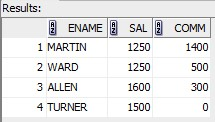 Results:
ENAME SAL COMM
1 MARTIN 1250 1400
2 WARD 1250 500
3 ALLEN 1600 300
4 TURNER 1500 0